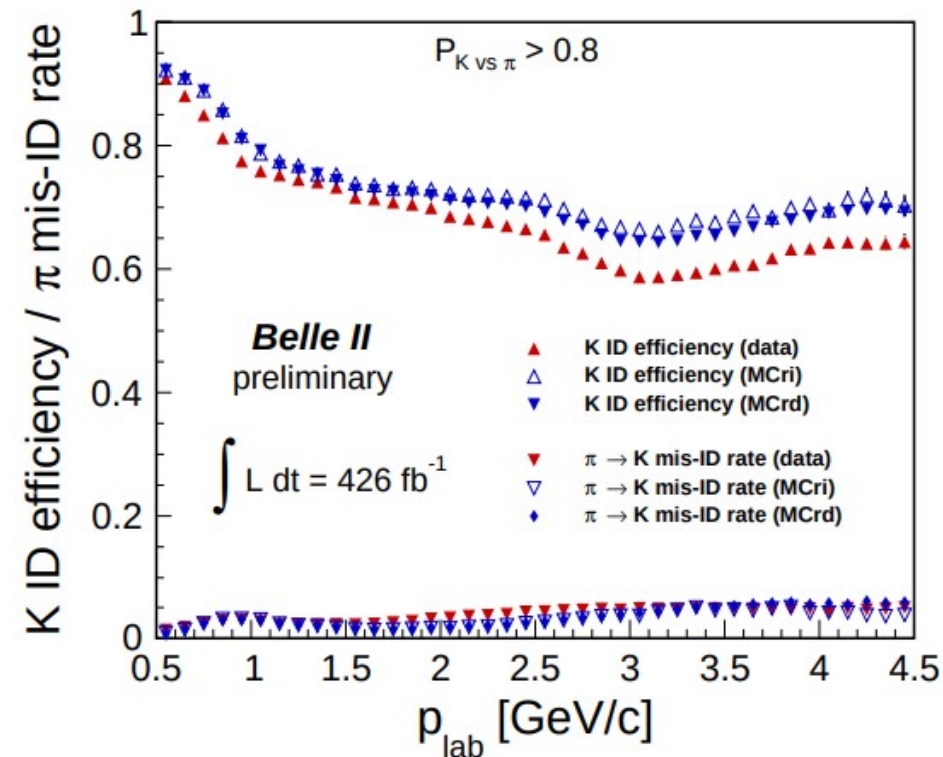 K ID efficiency / π mis-ID rate
1
0.8
0.6
0.4
0.2
0
P_K vs π > 0.8
Belle II
preliminary
∫ L dt = 426 fb⁻¹
K ID efficiency (data)
K ID efficiency (MCri)
K ID efficiency (MCrd)
π → K mis-ID rate (data)
π → K mis-ID rate (MCri)
π → K mis-ID rate (MCrd)
0.5 1 1.5 2 2.5 3 3.5 4 4.5
p_lab [GeV/c]